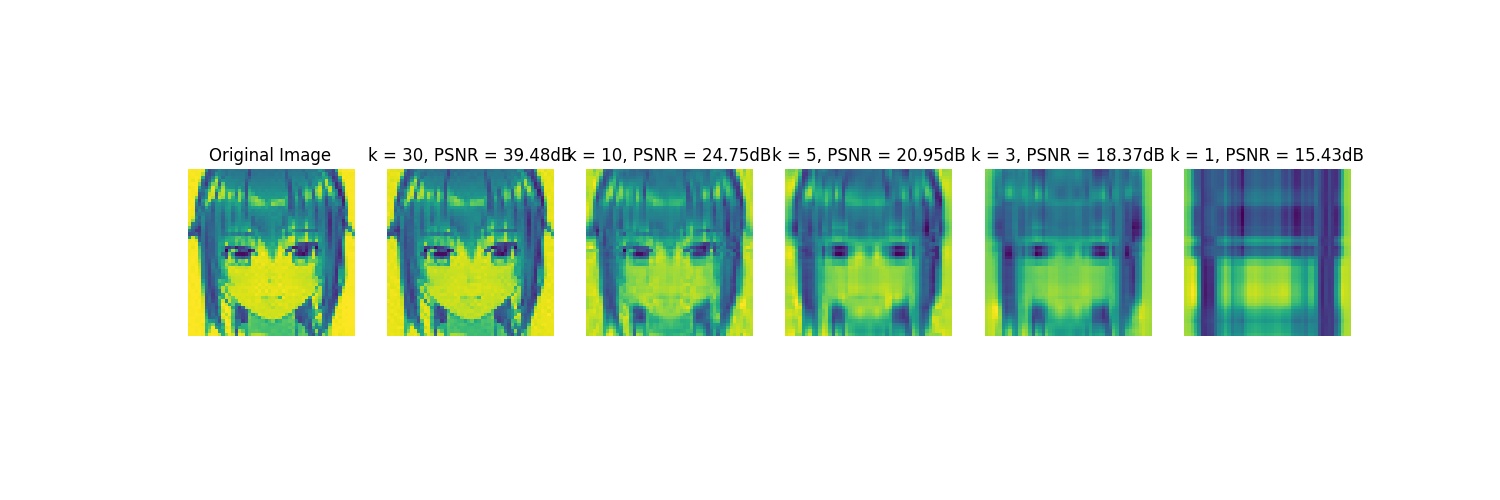 Original Image
k = 30, PSNR = 39.48dB
k = 10, PSNR = 24.75dB
k = 5, PSNR = 20.95dB
k = 3, PSNR = 18.37dB
k = 1, PSNR = 15.43dB